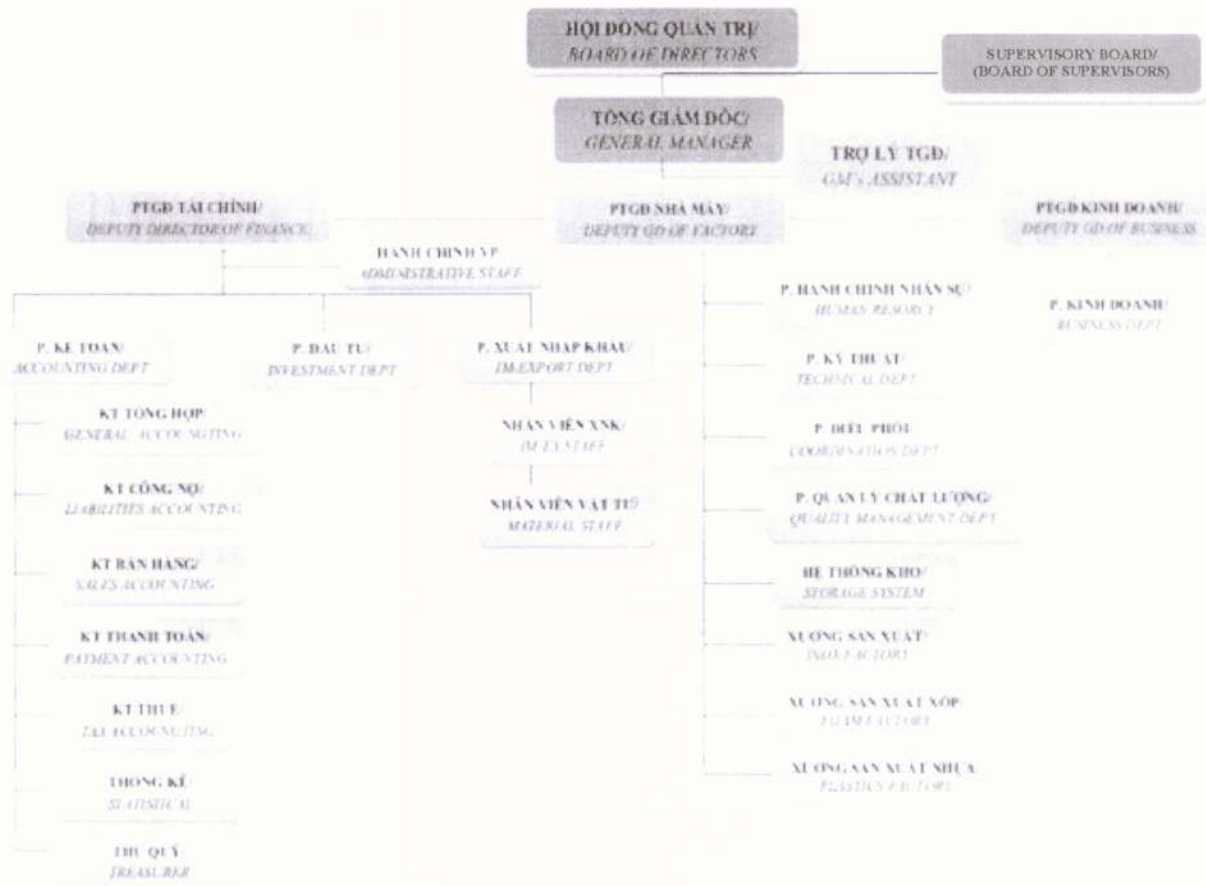 HỘI ĐỒNG QUẢN TRỊ/
BOARD OF DIRECTORS
SUPERVISORY BOARD/
(BOARD OF SUPERVISORS)
TỔNG GIÁM ĐỐC/
GENERAL MANAGER
TRỢ LÝ TGĐ/
GM's ASSISTANT
PTGĐ TÀI CHÍNH/
DEPUTY DIRECTOR OF FINANCE
PTGĐ NHÀ MÁY/
DEPUTY GD OF FACTORY
PTGĐ KINH DOANH/
DEPUTY GD OF BUSINESS
HÀNH CHÍNH VP
ADMINISTRATIVE STAFF
P. HÀNH CHÍNH NHÂN SỰ/
HUMAN RESORCE
P. KINH DOANH/
BUSINESS DEPT
P. KẾ TOÁN/
ACCOUNTING DEPT
P. ĐẦU TƯ/
INVESTMENT DEPT
P. XUẤT NHẬP KHẨU/
IM-EXPORT DEPT
P. KỸ THUẬT/
TECHNICAL DEPT
KT TỔNG HỢP/
GENERAL ACCOUNGTING
NHÂN VIÊN XNK/
IM-EX STAFF
P. ĐIỀU PHỐI/
COORDINATION DEPT
KT CÔNG NỢ/
LIABILITIES ACCOUNTING
NHÂN VIÊN VẬT TƯ/
MATERIAL STAFF
P. QUẢN LÝ CHẤT LƯỢNG/
QUALITY MANAGEMENT DEPT
KT BÁN HÀNG/
SALES ACCOUNTING
HỆ THỐNG KHO/
STORAGE SYSTEM
KT THANH TOÁN/
PAYMENT ACCOUNTING
XƯỞNG SẢN XUẤT/
INOX FACTORY
KT THUẾ/
TAX ACCOUNGTING
XƯỞNG SẢN XUẤT XỐP/
FOAM FACTORY
THỐNG KÊ/
STATISTICAL
XƯỞNG SẢN XUẤT NHỰA/
PLASTICS FACTORY
THỦ QUỸ/
TREASURER